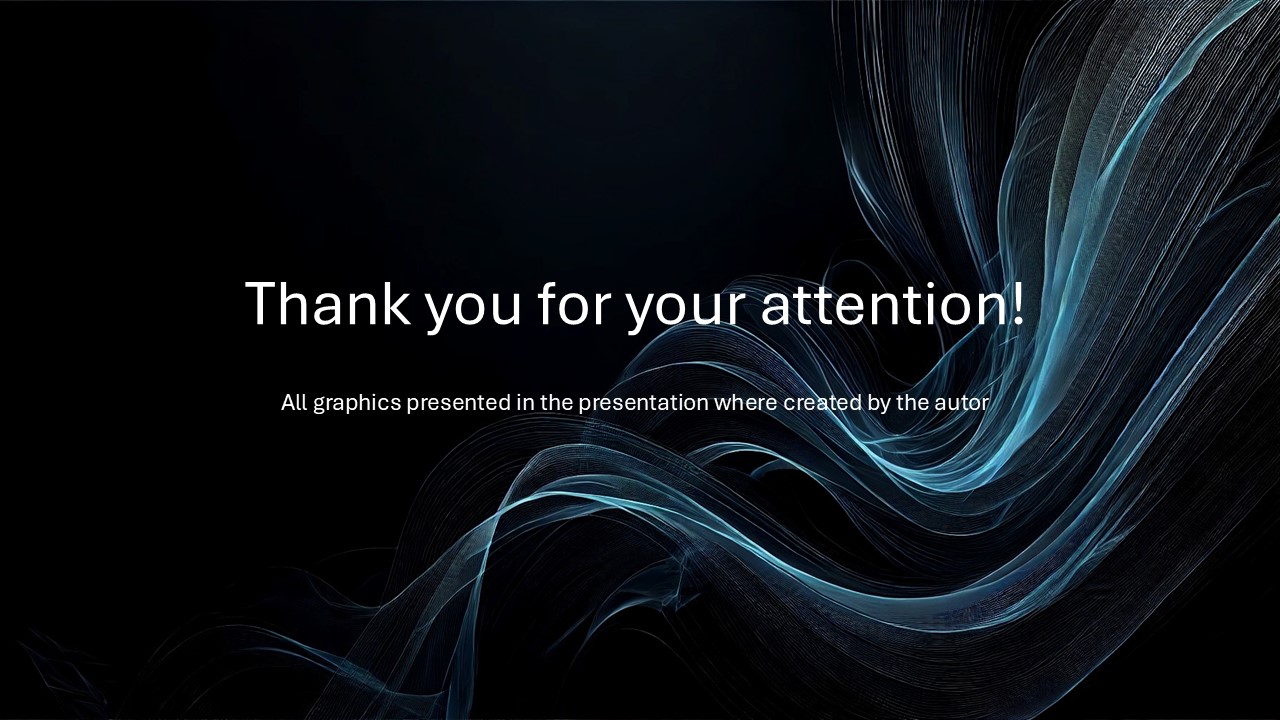 Thank you for your attention!
All graphics presented in the presentation where created by the autor